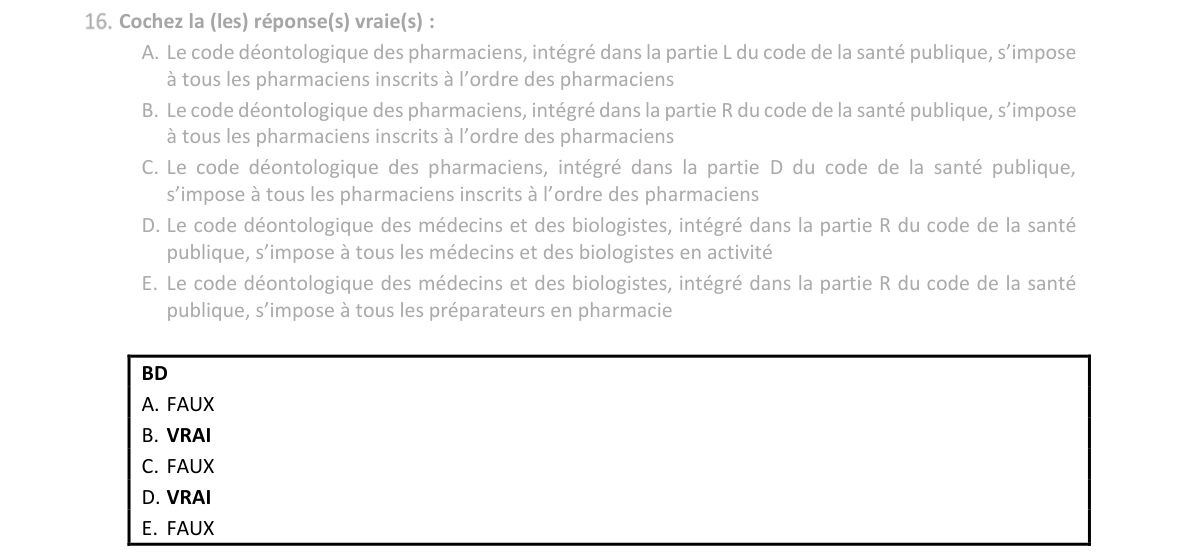 16. Cochez la (les) réponse(s) vraie(s) :
A. Le code déontologique des pharmaciens, intégré dans la partie L du code de la santé publique, s’impose
à tous les pharmaciens inscrits à l’ordre des pharmaciens
B. Le code déontologique des pharmaciens, intégré dans la partie R du code de la santé publique, s’impose
à tous les pharmaciens inscrits à l’ordre des pharmaciens
C. Le code déontologique des pharmaciens, intégré dans la partie D du code de la santé publique,
s’impose à tous les pharmaciens inscrits à l’ordre des pharmaciens
D. Le code déontologique des médecins et des biologistes, intégré dans la partie R du code de la santé
publique, s’impose à tous les médecins et des biologistes en activité
E. Le code déontologique des médecins et des biologistes, intégré dans la partie R du code de la santé
publique, s’impose à tous les préparateurs en pharmacie
BD
A. FAUX
B. VRAI
C. FAUX
D. VRAI
E. FAUX